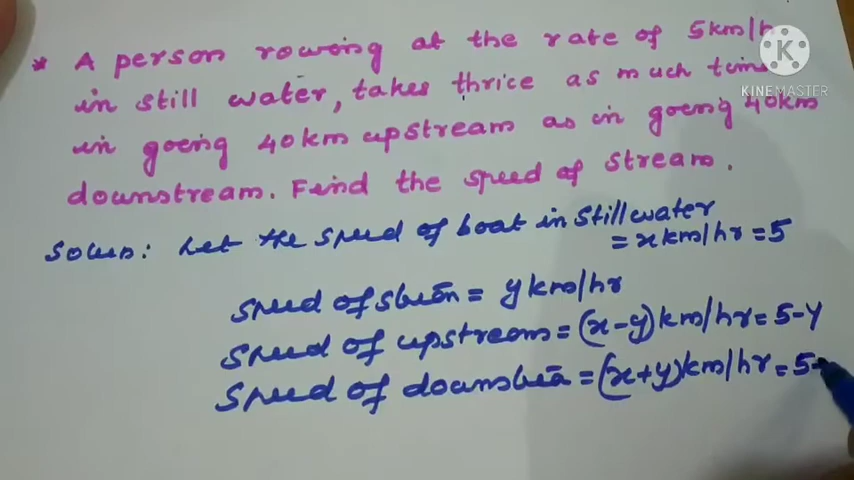 * A person rowing at the rate of 5km/h
in still water, takes thrice as much time
in going 40km upstream as in going 40km
downstream. Find the speed of stream.
Soln: Let the speed of boat in still water
= x km/hr = 5
Speed of = y km/hr
Speed of upstream = (x-y) km/hr = 5-y
Speed of = (x+y) km/hr = 5
K
KINEMASTER